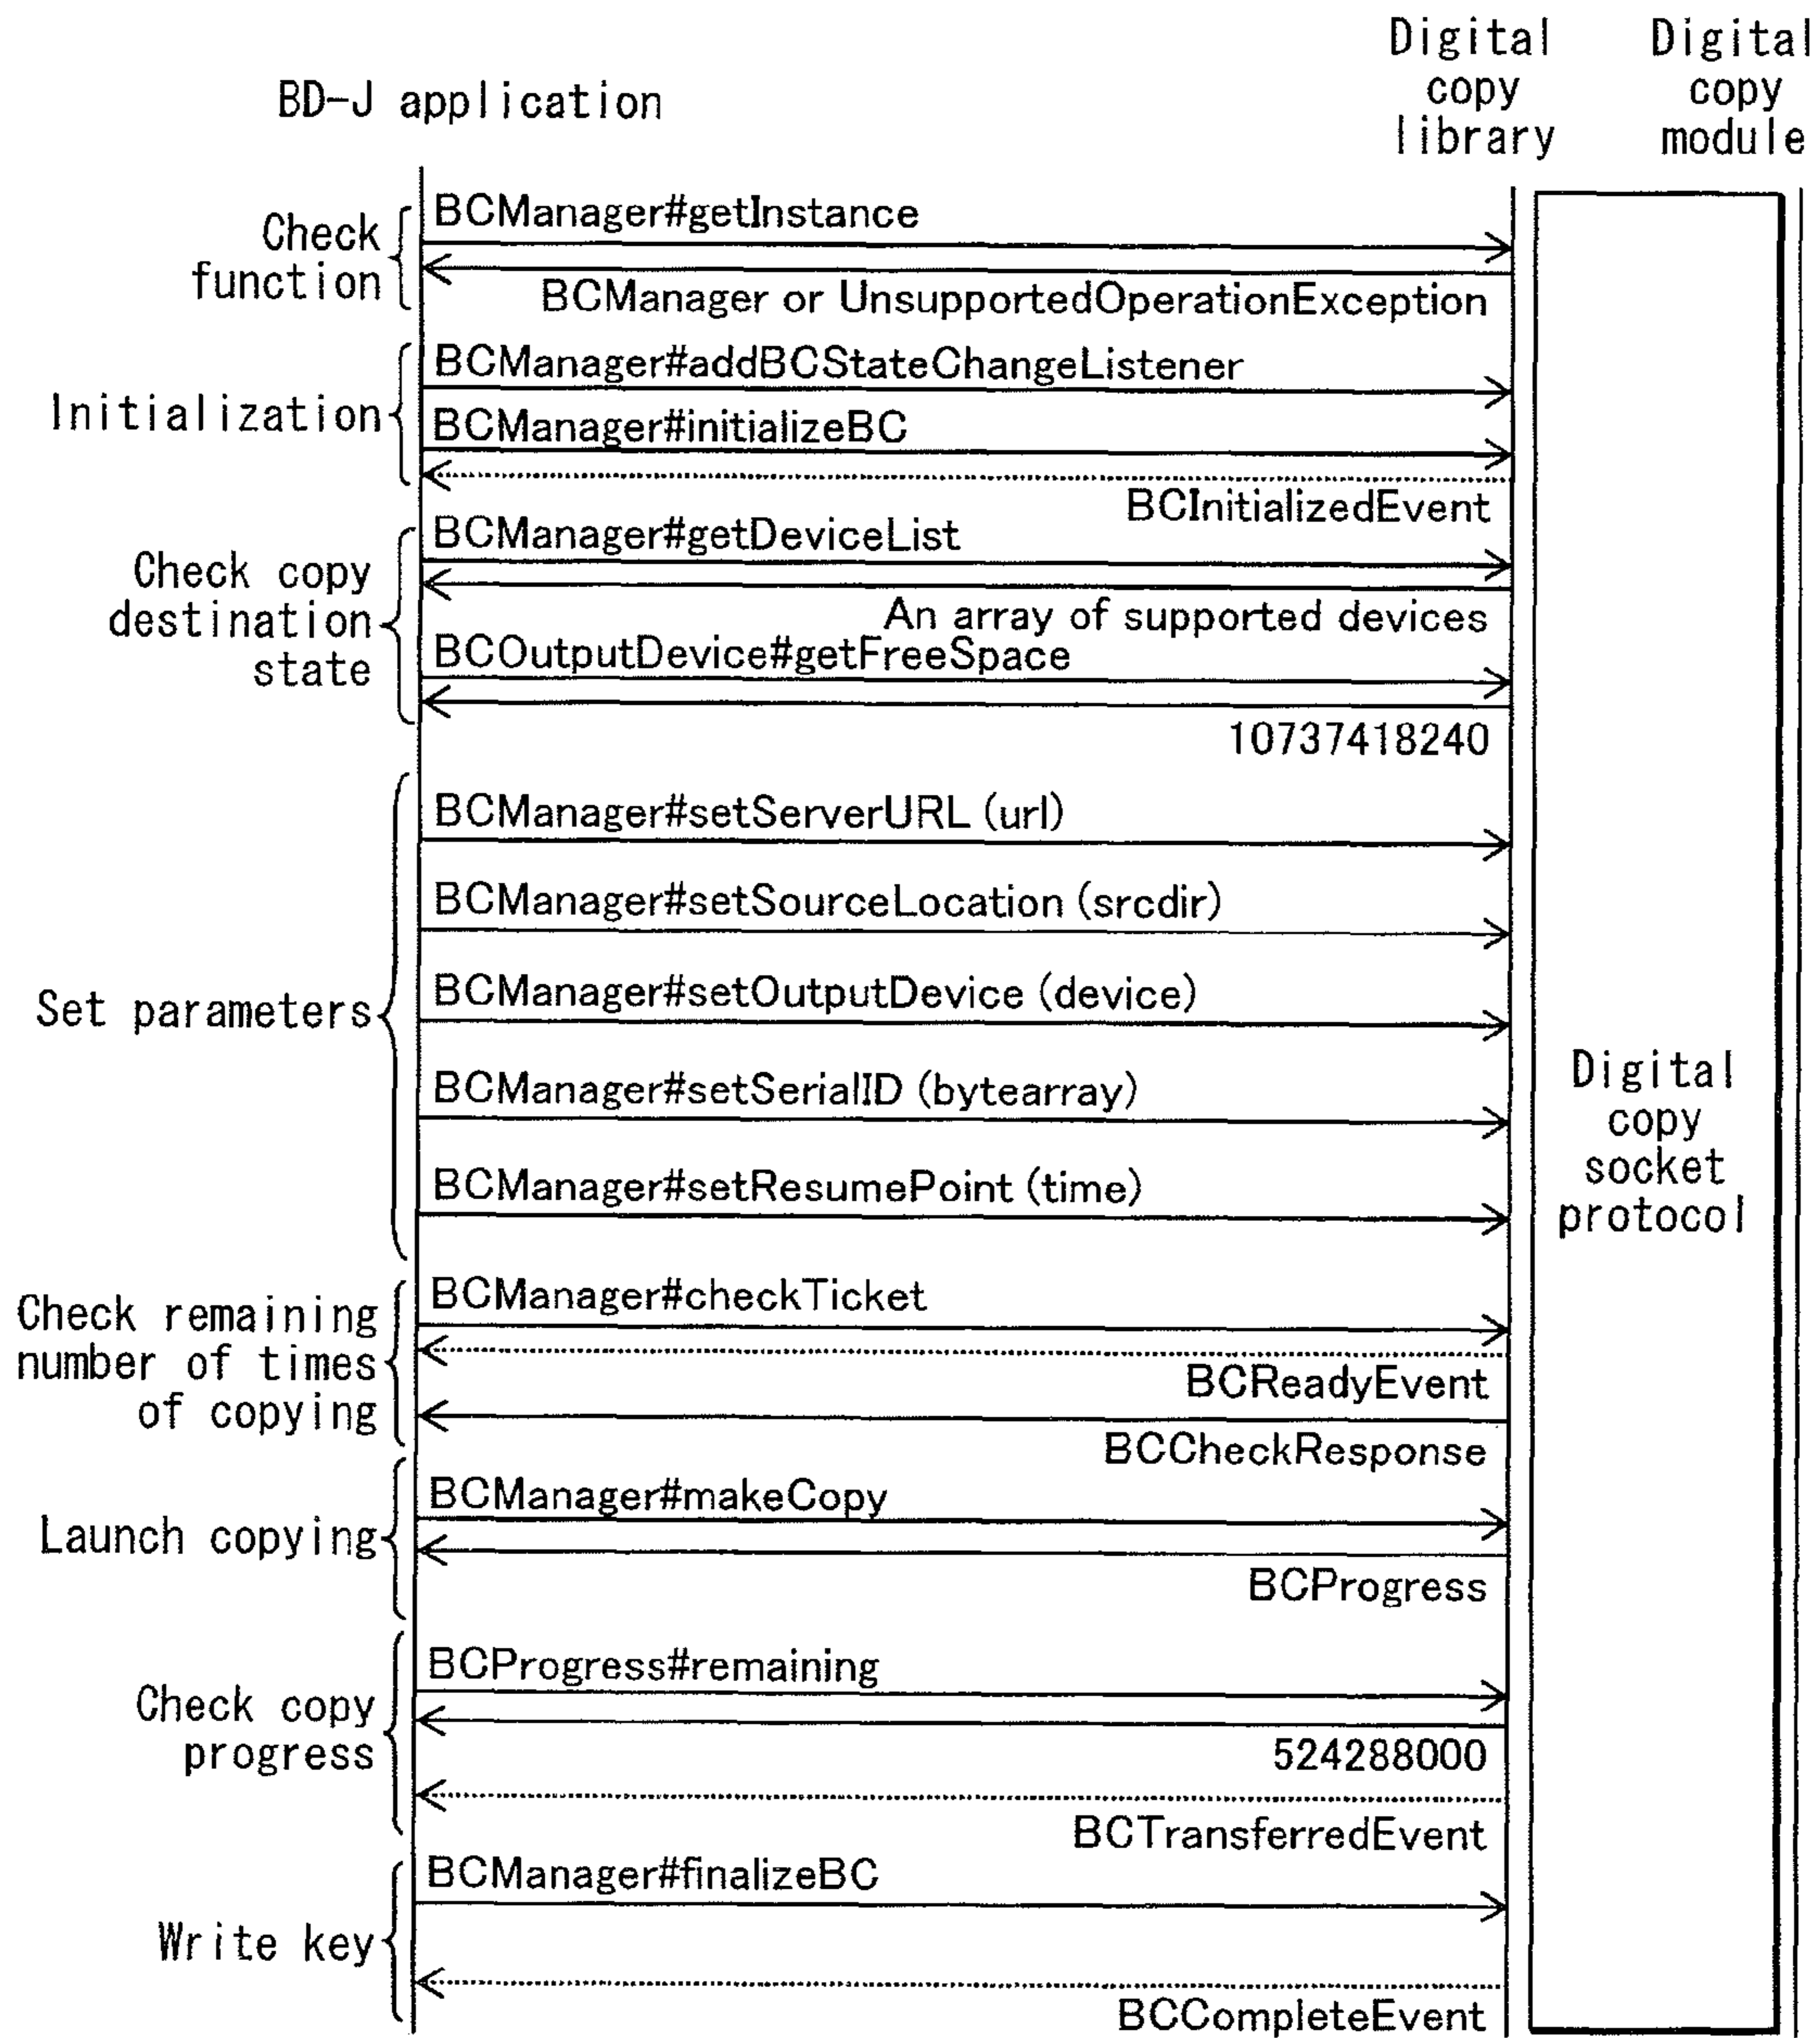 BD-J application
Digital
copy
library
Digital
copy
module
Check
function
BCManager#getInstance
BCManager or UnsupportedOperationException
Initialization
BCManager#addBCStateChangeListener
BCManager#initializeBC
BCInitializedEvent
Check copy
destination
state
BCManager#getDeviceList
An array of supported devices
BCOutputDevice#getFreeSpace
10737418240
Set parameters
BCManager#setServerURL (url)
BCManager#setSourceLocation (srcdir)
BCManager#setOutputDevice (device)
BCManager#setSerialID (bytearray)
BCManager#setResumePoint (time)
Digital
copy
socket
protocol
Check remaining
number of times
of copying
BCManager#checkTicket
BCReadyEvent
BCCheckResponse
Launch copying
BCManager#makeCopy
BCProgress
Check copy
progress
BCProgress#remaining
524288000
BCTransferredEvent
Write key
BCManager#finalizeBC
BCCompleteEvent